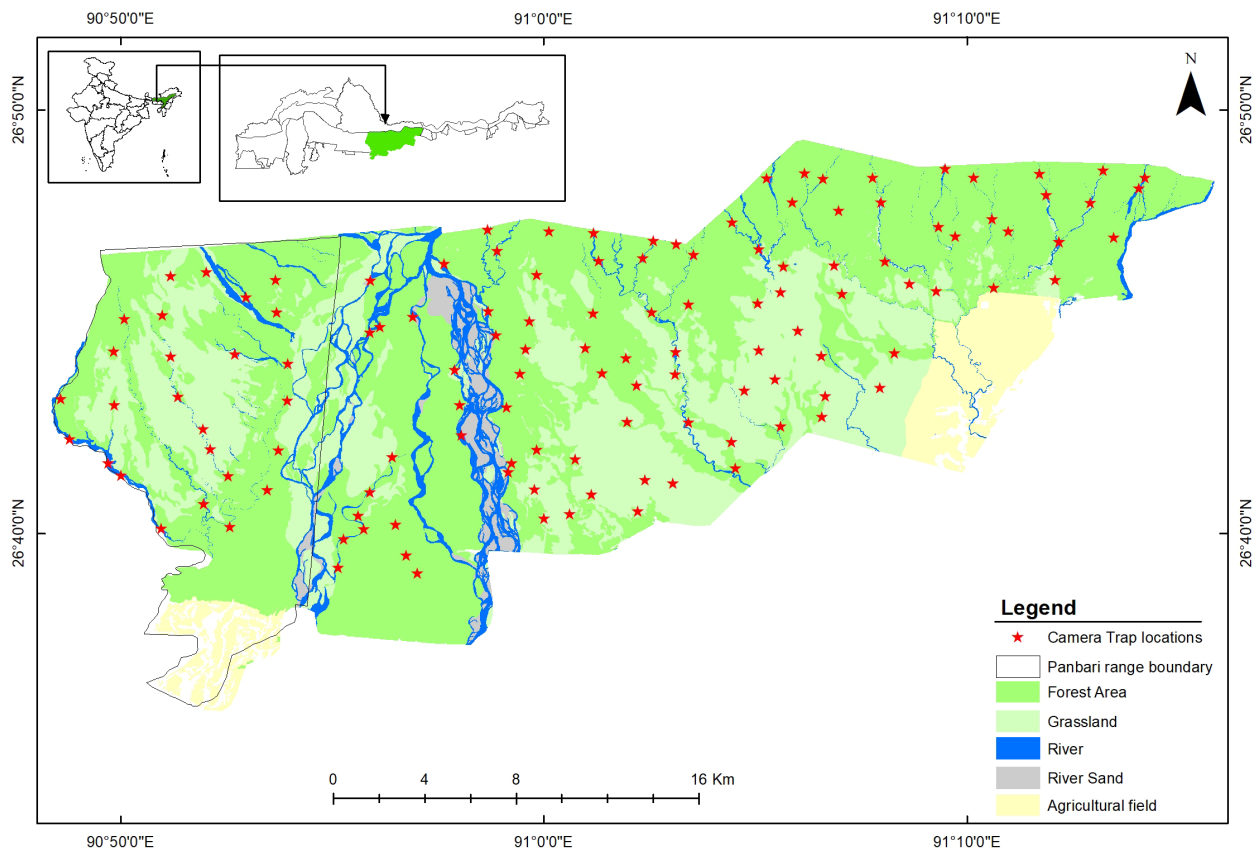 90°50'0"E 91°0'0"E 91°10'0"E
N
26°50'0"N 26°50'0"N
26°40'0"N 26°40'0"N
Legend
Camera Trap locations
Panbari range boundary
Forest Area
Grassland
River
River Sand
Agricultural field
0 4 8 16 Km
90°50'0"E 91°0'0"E 91°10'0"E